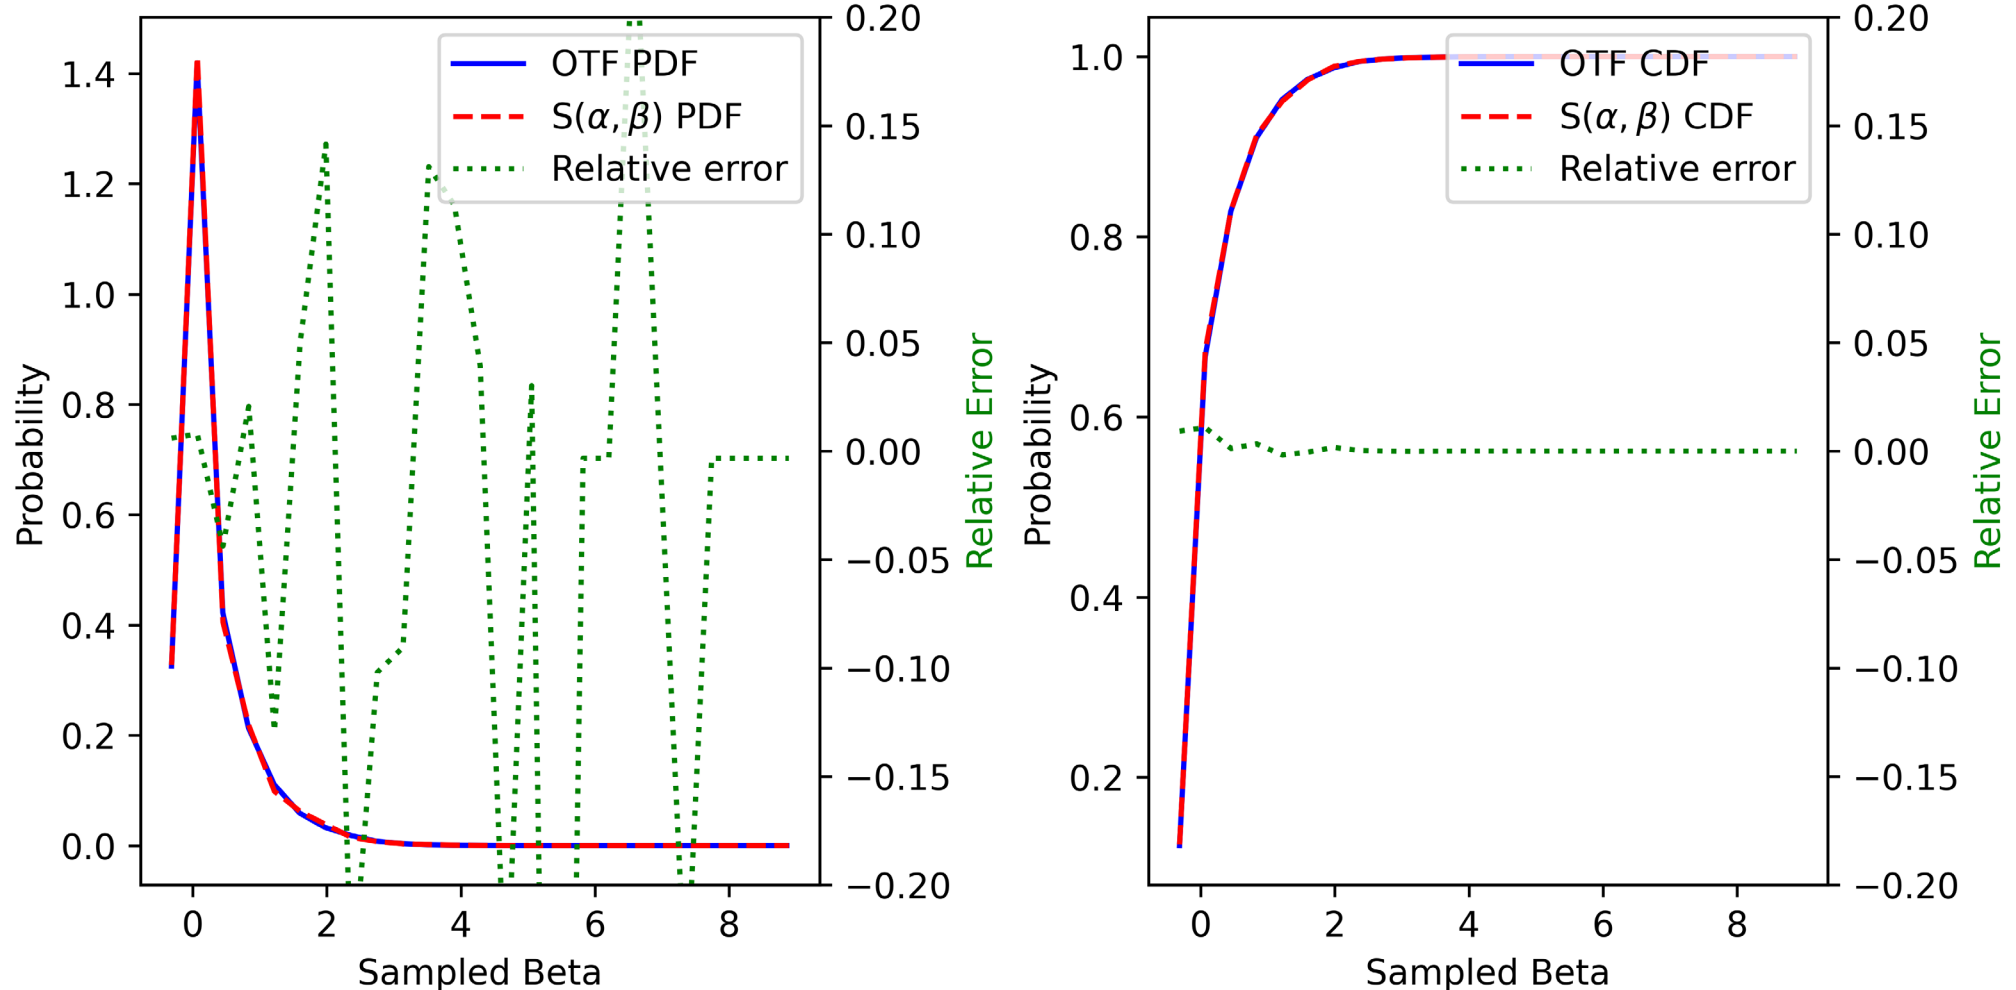 OTF PDF
S(α, β) PDF
Relative error
1.4
1.2
1.0
0.8
0.6
0.4
0.2
0.0
Probability
0.20
0.15
0.10
0.05
0.00
−0.05
−0.10
−0.15
−0.20
Relative Error
0 2 4 6 8
Sampled Beta
OTF CDF
S(α, β) CDF
Relative error
1.0
0.8
0.6
0.4
0.2
Probability
0.20
0.15
0.10
0.05
0.00
−0.05
−0.10
−0.15
−0.20
Relative Error
0 2 4 6 8
Sampled Beta